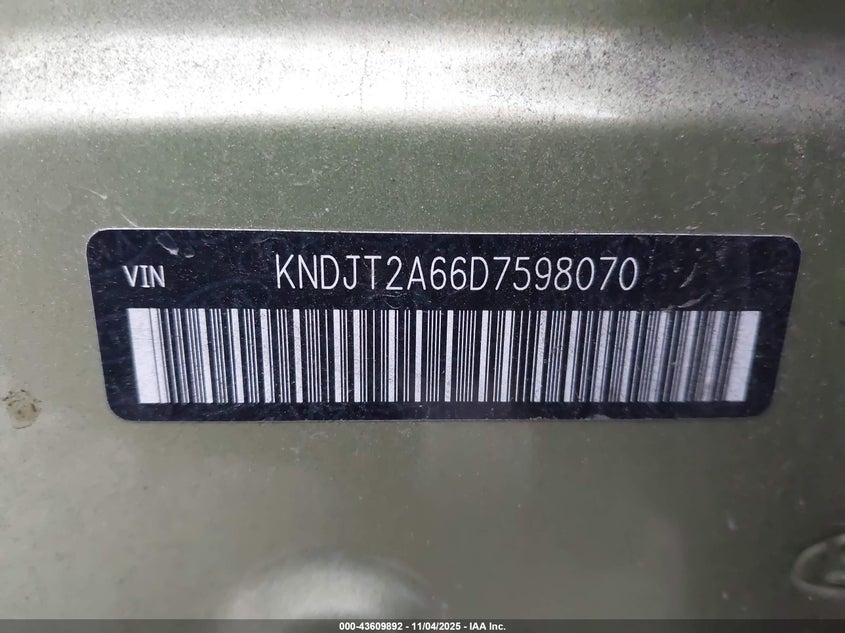 VIN KNDJT2A66D7598070
000-43609892 - 11/04/2025 - IAA Inc.